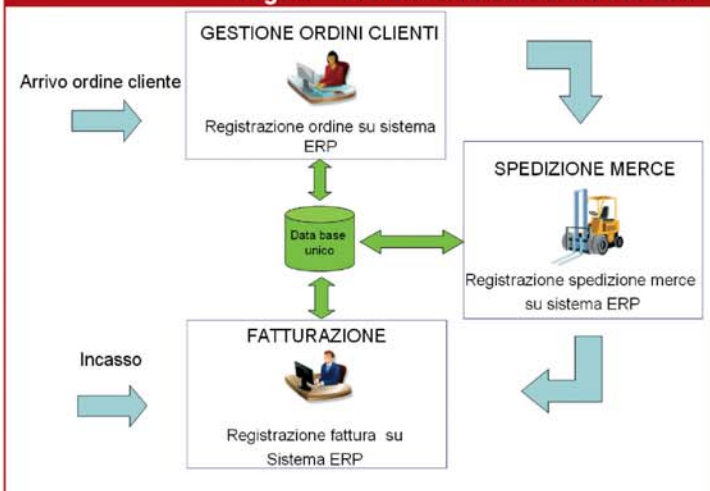 GESTIONE ORDINI CLIENTI
Arrivo ordine cliente
Registrazione ordine su sistema
ERP
SPEDIZIONE MERCE
Data base
unico
Registrazione spedizione merce
su sistema ERP
FATTURAZIONE
Incasso
Registrazione fattura su
Sistema ERP